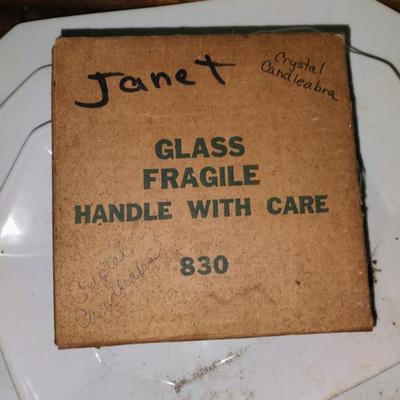 Janet
Crystal
Candleabra
GLASS
FRAGILE
HANDLE WITH CARE
830
Crystal
Candleabra